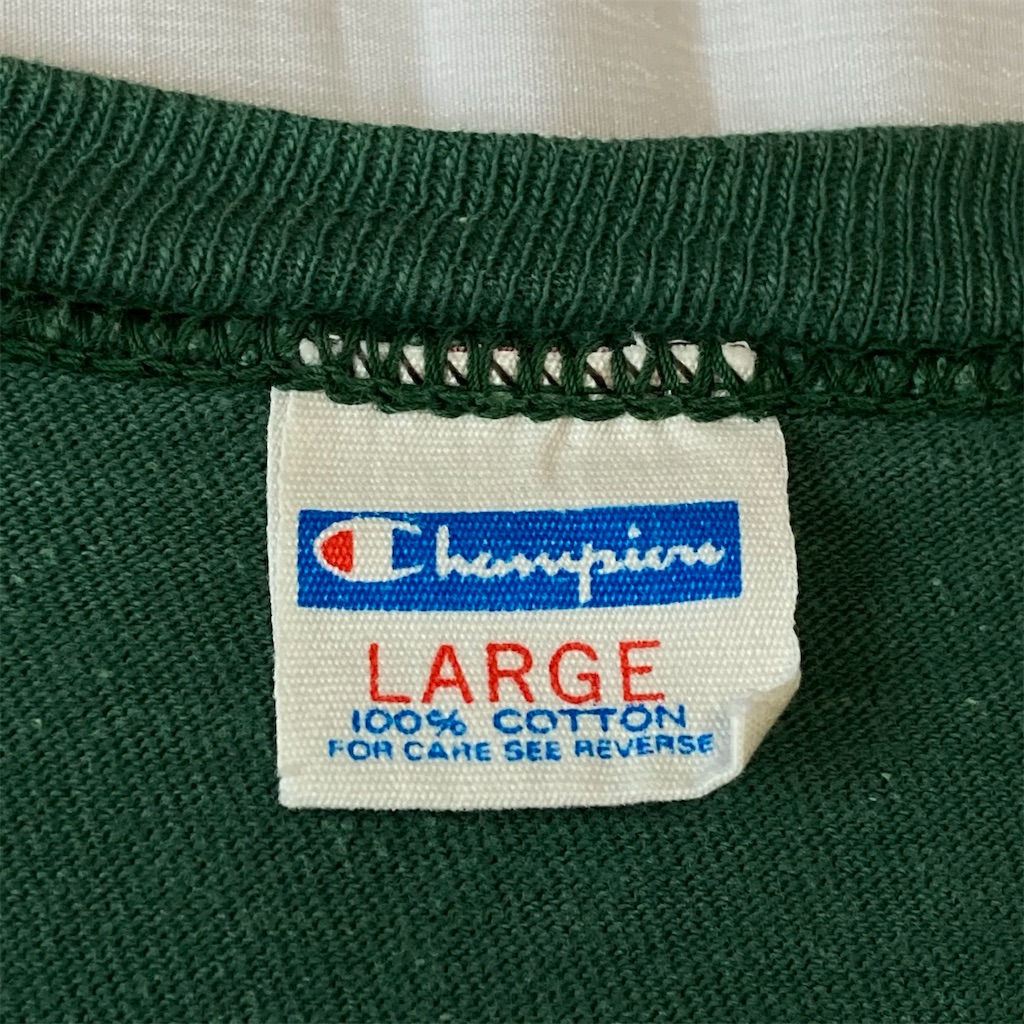 Champion
LARGE
100% COTTON
FOR CARE SEE REVERSE